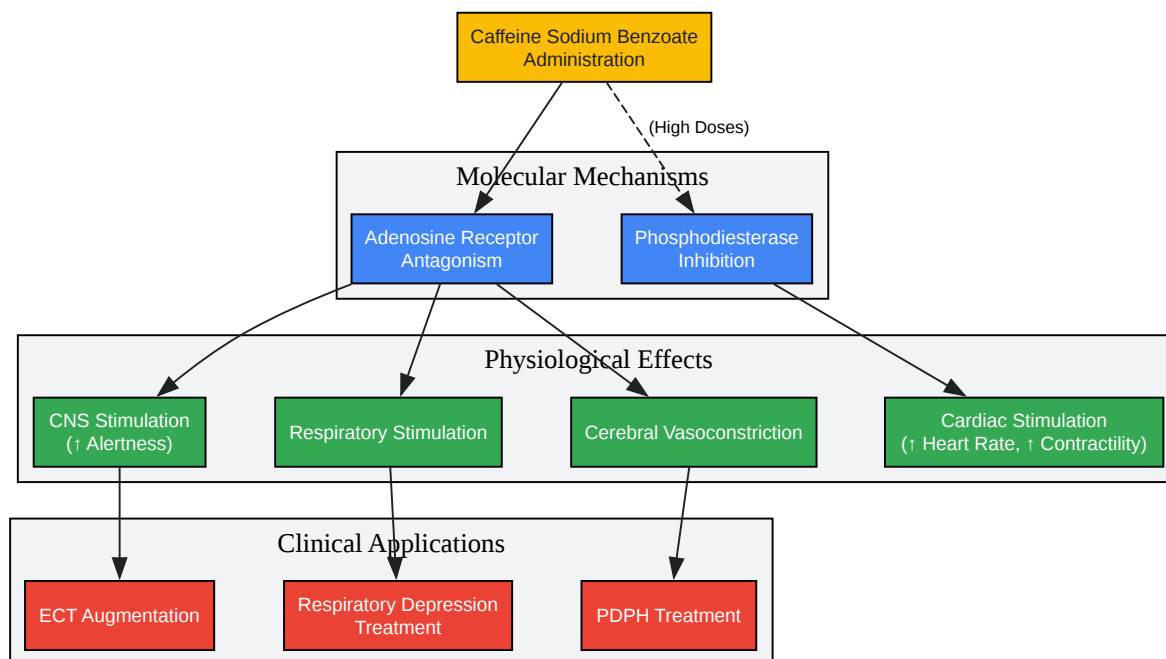 Caffeine Sodium Benzoate
Administration
(High Doses)
Molecular Mechanisms
Adenosine Receptor
Antagonism
Phosphodiesterase
Inhibition
Physiological Effects
CNS Stimulation
(↑ Alertness)
Respiratory Stimulation
Cerebral Vasoconstriction
Cardiac Stimulation
(↑ Heart Rate, ↑ Contractility)
Clinical Applications
ECT Augmentation
Respiratory Depression
Treatment
PDPH Treatment